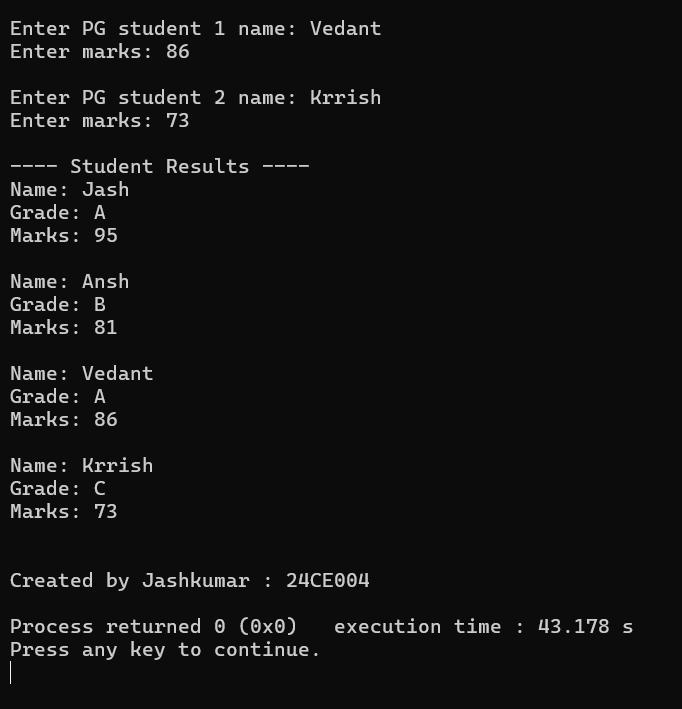 Enter PG student 1 name: Vedant
Enter marks: 86
Enter PG student 2 name: Krrish
Enter marks: 73
---- Student Results ----
Name: Jash
Grade: A
Marks: 95
Name: Ansh
Grade: B
Marks: 81
Name: Vedant
Grade: A
Marks: 86
Name: Krrish
Grade: C
Marks: 73
Created by Jashkumar : 24CE004
Process returned 0 (0x0)   execution time : 43.178 s
Press any key to continue.